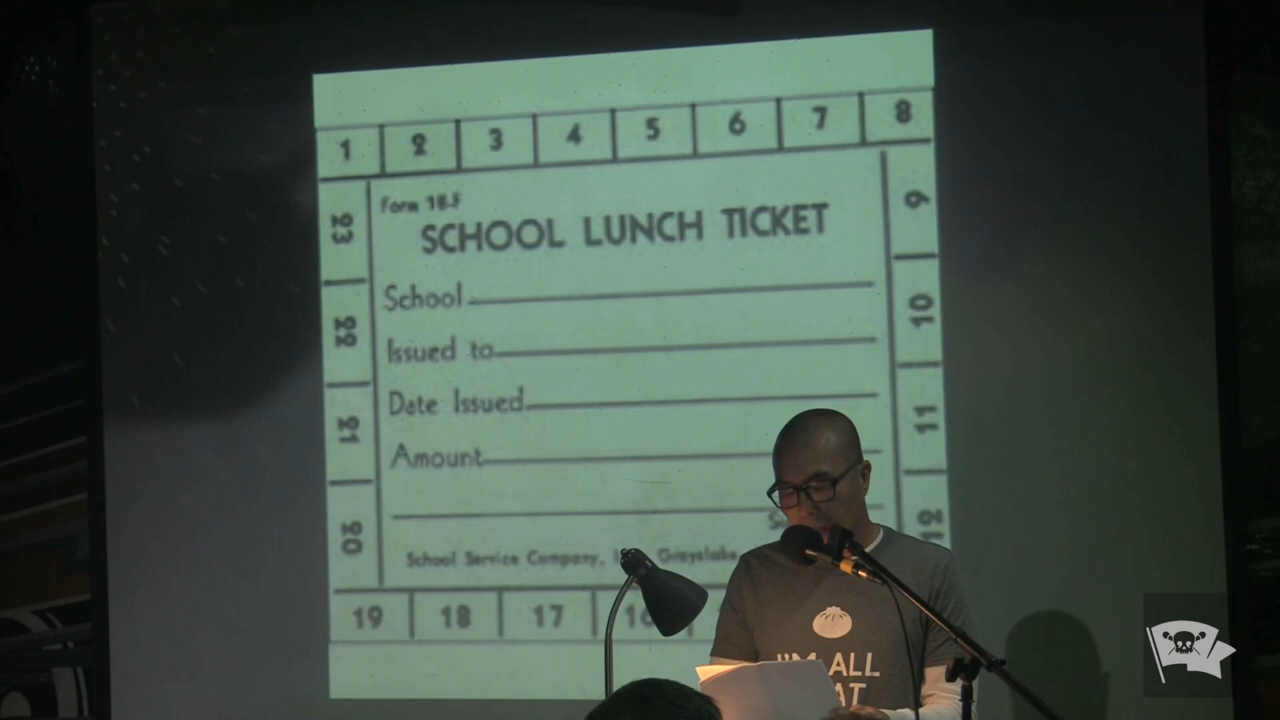 1 2 3 4 5 6 7 8
Form 18-F
SCHOOL LUNCH TICKET
School
Issued to
Date Issued
Amount
School Service Company, Grayslake
9
10
11
12
23
22
21
20
19 18 17 16
I'M ALL